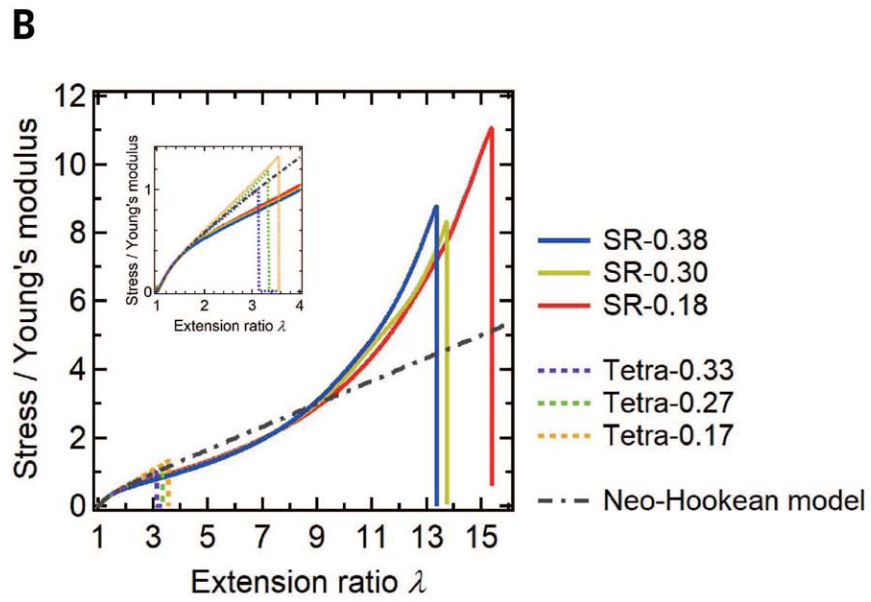 B
Stress / Young's modulus
12
10
8
6
4
2
0
1 3 5 7 9 11 13 15
Extension ratio λ
Stress / Young's modulus
1
0
1 2 3 4
Extension ratio λ
SR-0.38
SR-0.30
SR-0.18
Tetra-0.33
Tetra-0.27
Tetra-0.17
Neo-Hookean model